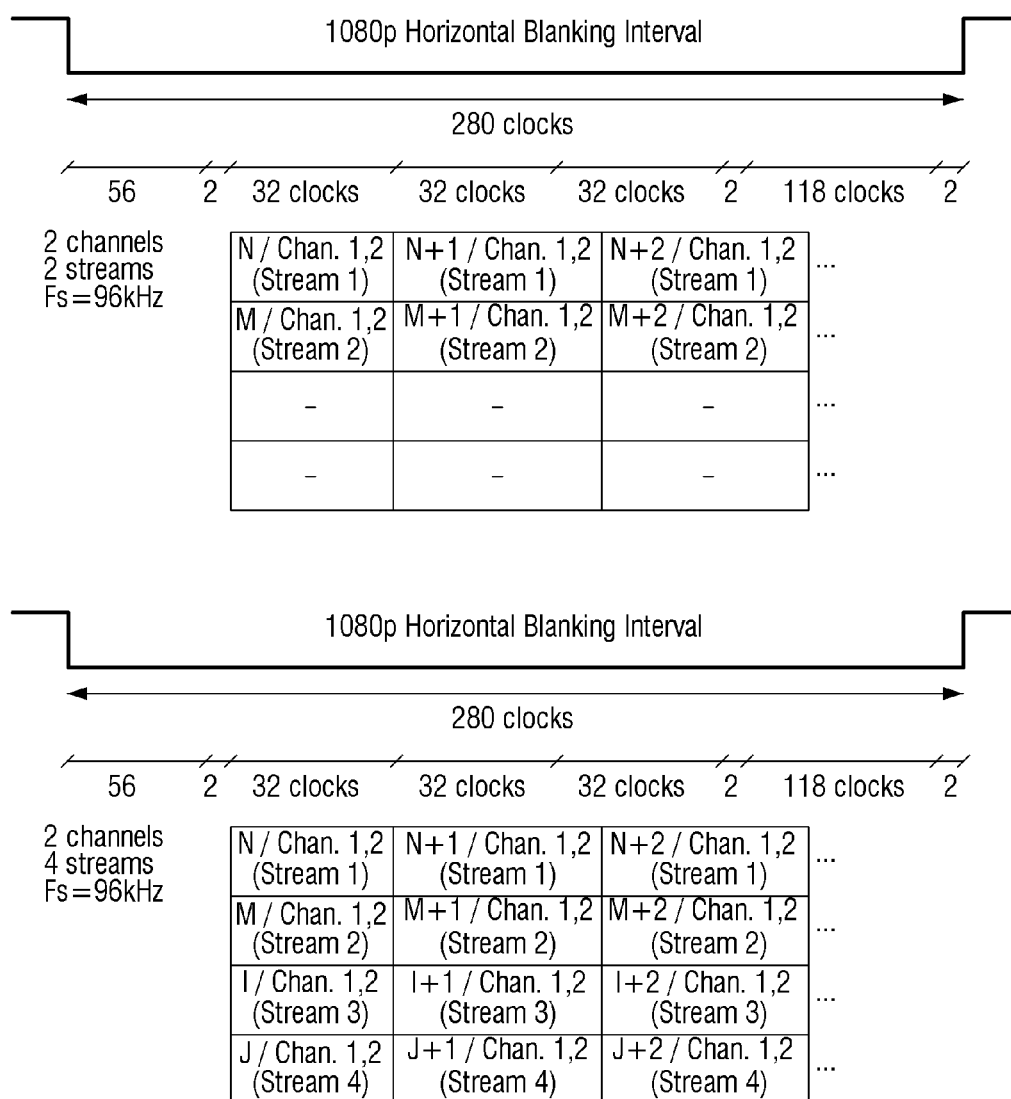 1080p Horizontal Blanking Interval
280 clocks
56 2 32 clocks 32 clocks 32 clocks 2 118 clocks 2
2 channels
2 streams
Fs=96kHz
N / Chan. 1,2 N+1 / Chan. 1,2 N+2 / Chan. 1,2
(Stream 1) (Stream 1) (Stream 1) ...
M / Chan. 1,2 M+1 / Chan. 1,2 M+2 / Chan. 1,2
(Stream 2) (Stream 2) (Stream 2) ...
– – – ...
– – – ...
1080p Horizontal Blanking Interval
280 clocks
56 2 32 clocks 32 clocks 32 clocks 2 118 clocks 2
2 channels
4 streams
Fs=96kHz
N / Chan. 1,2 N+1 / Chan. 1,2 N+2 / Chan. 1,2
(Stream 1) (Stream 1) (Stream 1) ...
M / Chan. 1,2 M+1 / Chan. 1,2 M+2 / Chan. 1,2
(Stream 2) (Stream 2) (Stream 2) ...
I / Chan. 1,2 I+1 / Chan. 1,2 I+2 / Chan. 1,2
(Stream 3) (Stream 3) (Stream 3) ...
J / Chan. 1,2 J+1 / Chan. 1,2 J+2 / Chan. 1,2
(Stream 4) (Stream 4) (Stream 4) ...